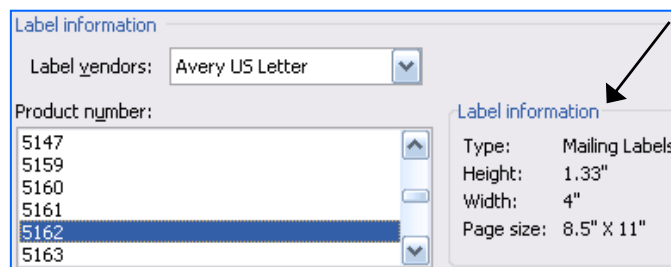 Label information
Label vendors: Avery US Letter
Product number:
5147
5159
5160
5161
5162
5163
Label information
Type: Mailing Labels
Height: 1.33"
Width: 4"
Page size: 8.5" X 11"